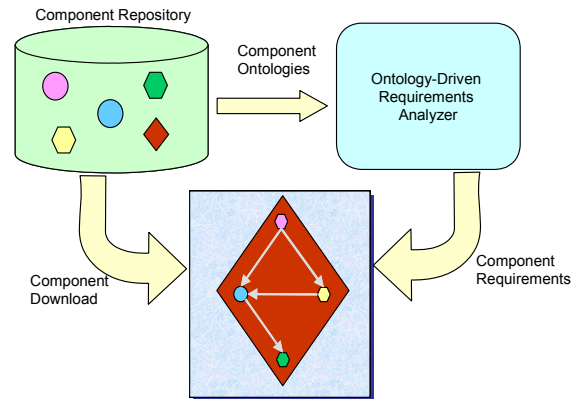 Component Repository
Component
Ontologies
Ontology-Driven
Requirements
Analyzer
Component
Download
Component
Requirements